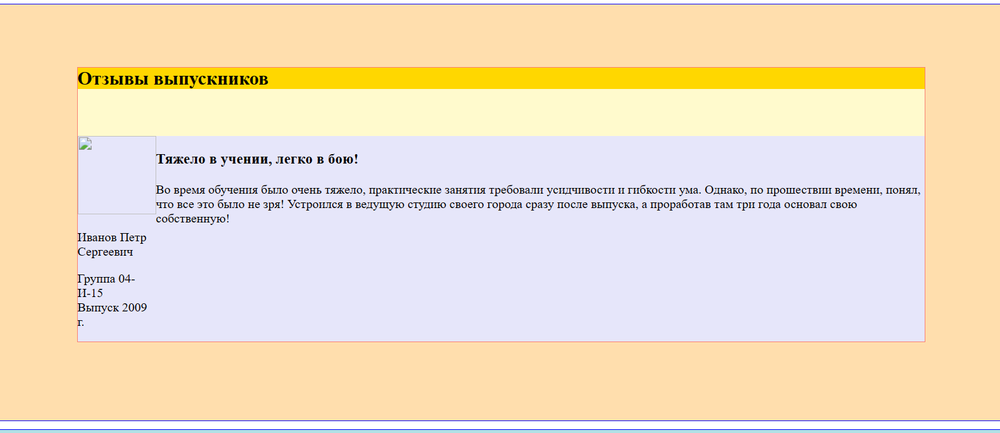 Отзывы выпускников
Тяжело в учении, легко в бою!
Во время обучения было очень тяжело, практические занятия требовали усидчивости и гибкости ума. Однако, по прошествии времени, понял,
что все это было не зря! Устроился в ведущую студию своего города сразу после выпуска, а проработав там три года основал свою
собственную!
Иванов Петр
Сергеевич
Группа 04-
И-15
Выпуск 2009
г.